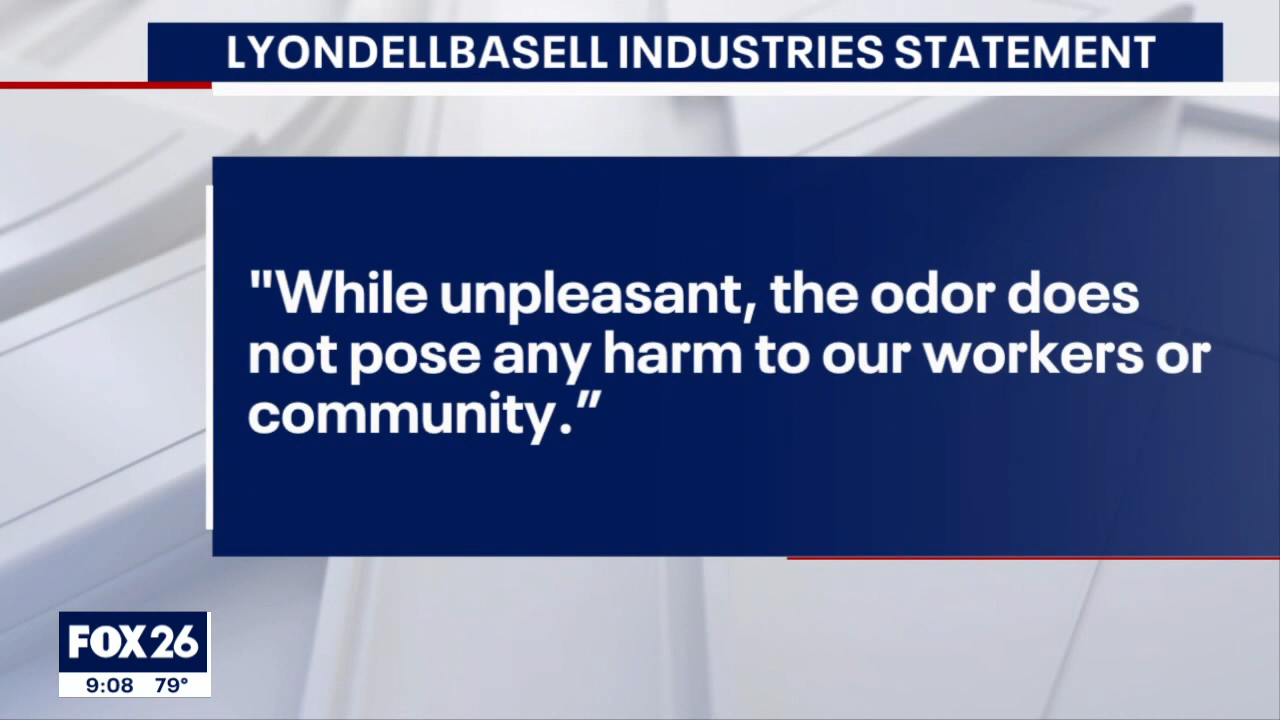 LYONDELLBASELL INDUSTRIES STATEMENT
"While unpleasant, the odor does
not pose any harm to our workers or
community.”
FOX 26
9:08 79°